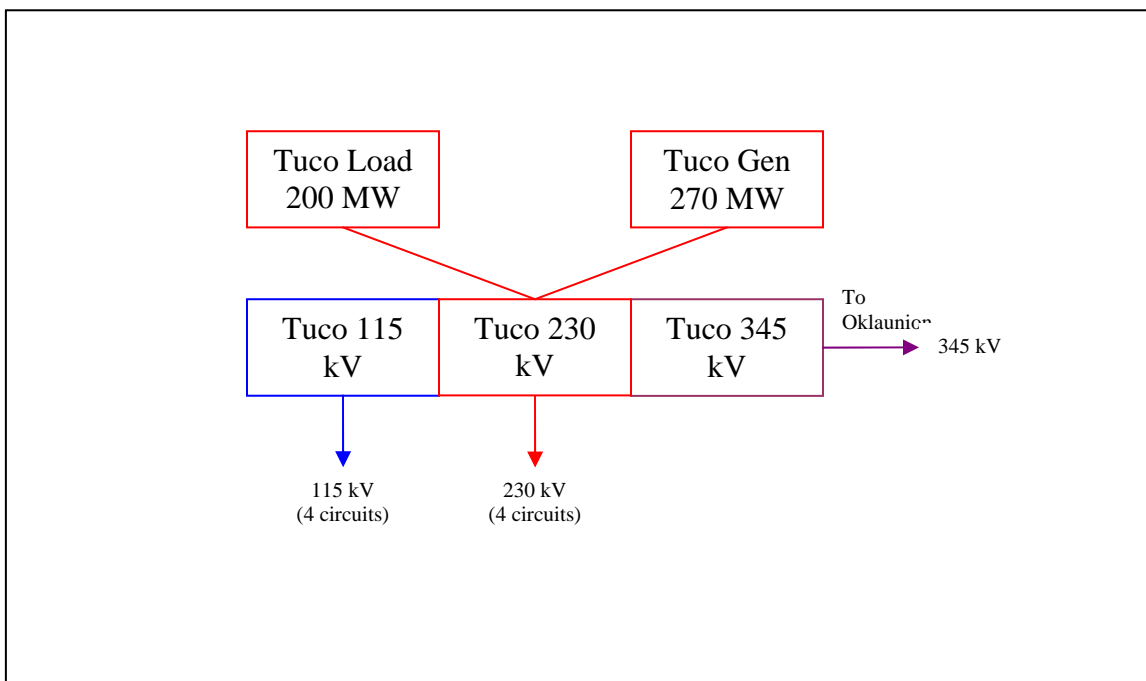 Tuco Load
200 MW
Tuco Gen
270 MW
Tuco 115
kV
Tuco 230
kV
Tuco 345
kV
To
Oklaunion
345 kV
115 kV
(4 circuits)
230 kV
(4 circuits)